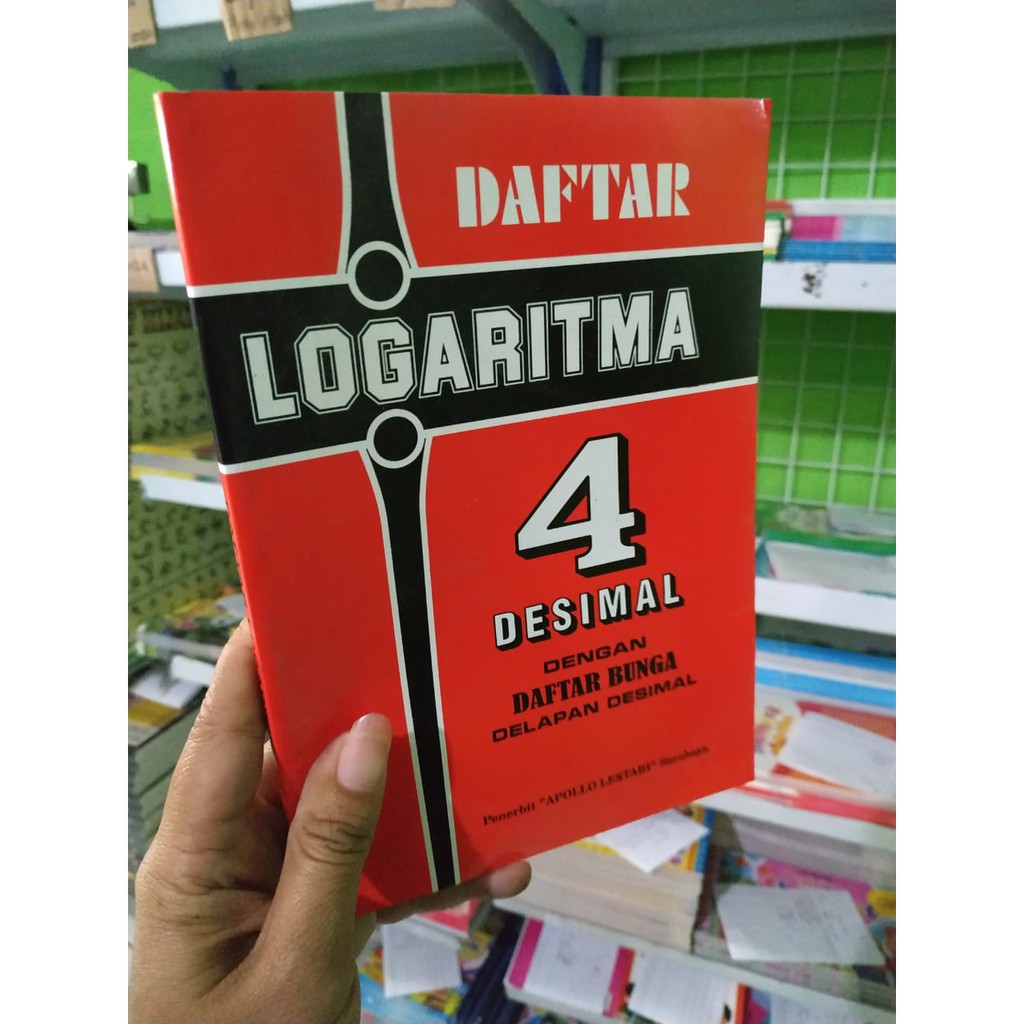 DAFTAR
LOGARITMA
4
DESIMAL
DENGAN
DAFTAR BUNGA
DELAPAN DESIMAL
Penerbit "APOLLO LESTARI" Surabaya